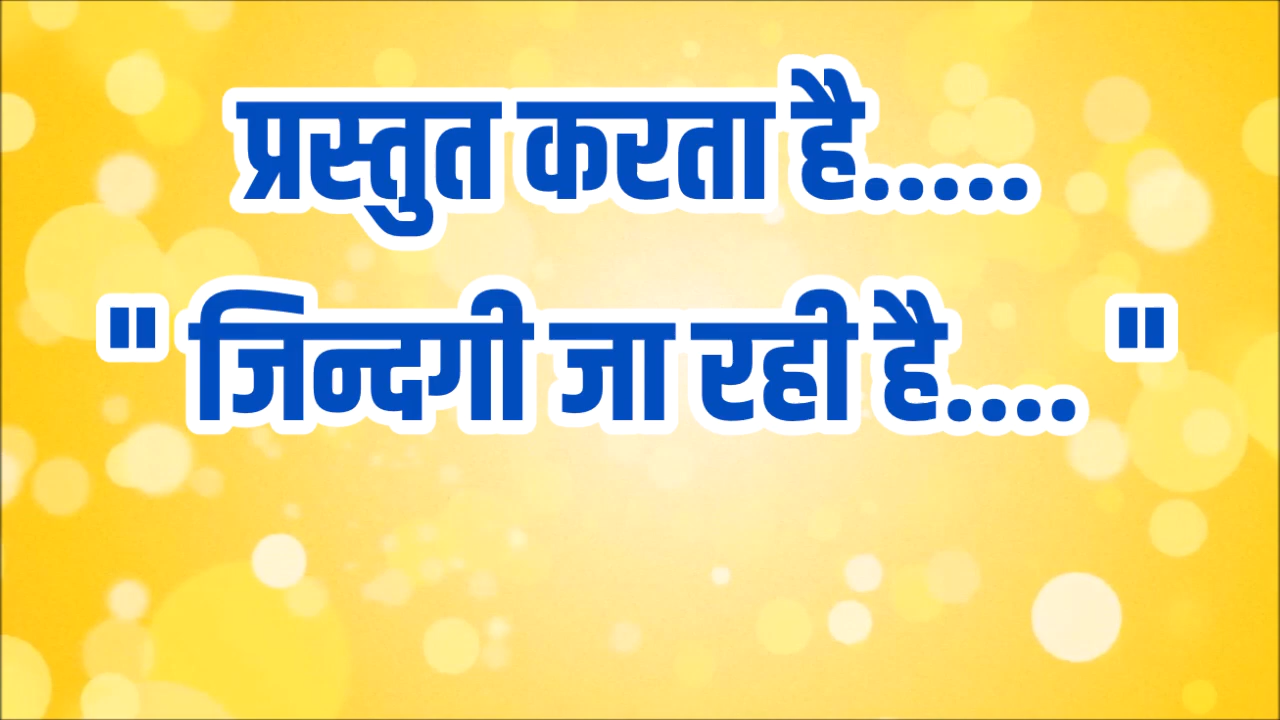 प्रस्तुत करता है.....
" जिन्दगी जा रही है.... "